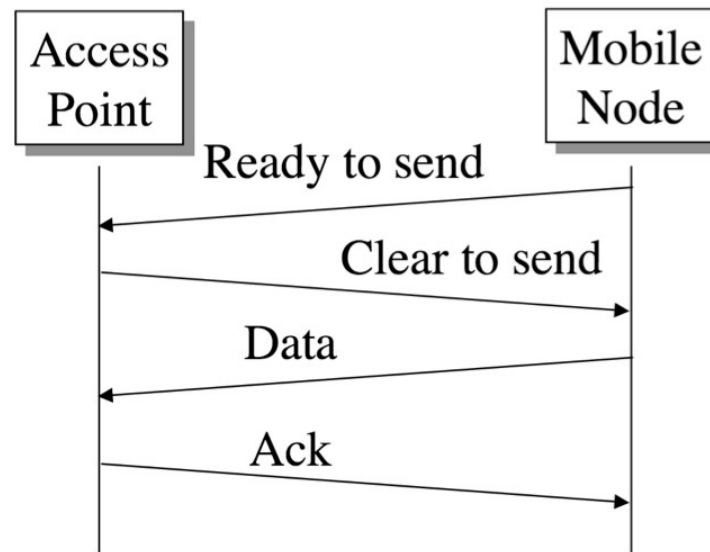 Access
Point
Mobile
Node
Ready to send
Clear to send
Data
Ack